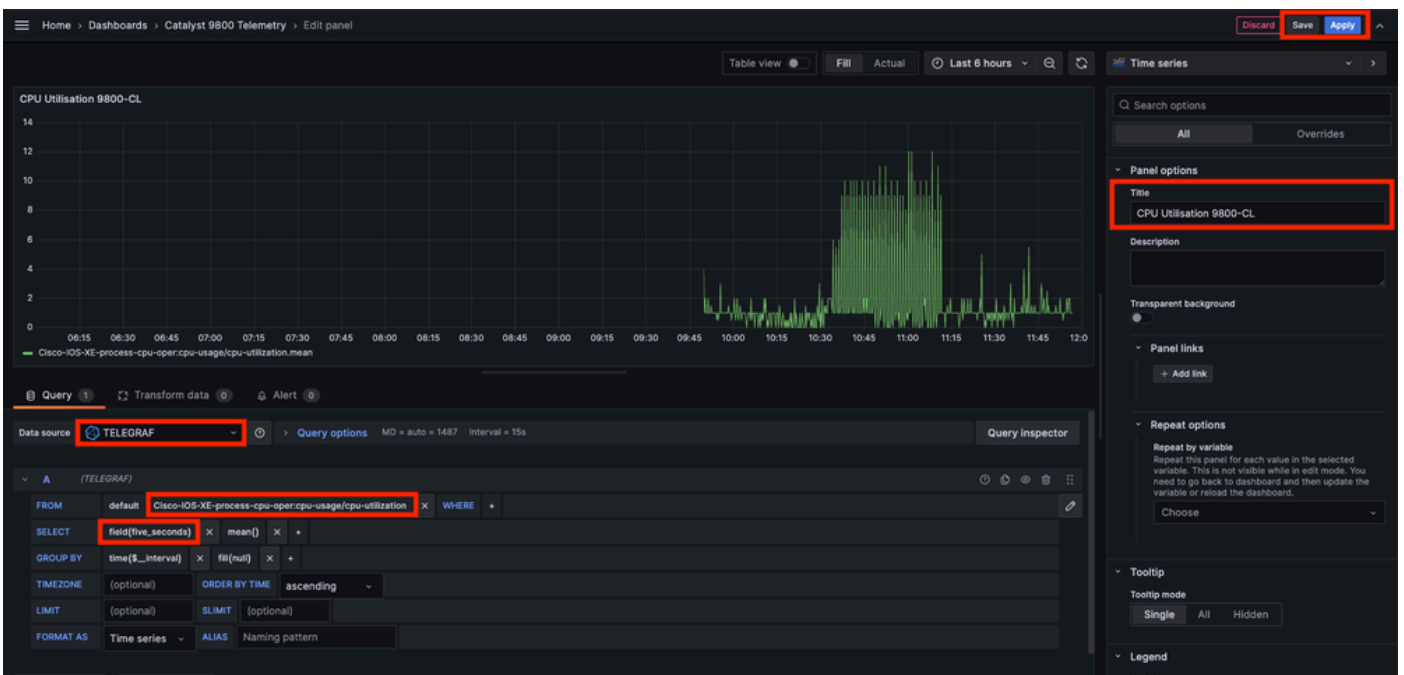 Home › Dashboards › Catalyst 9800 Telemetry › Edit panel
Discard Save Apply
Table view Fill Actual Last 6 hours
Time series
CPU Utilisation 9800-CL
14
12
10
8
6
4
2
0
06:15 06:30 06:45 07:00 07:15 07:30 07:45 08:00 08:15 08:30 08:45 09:00 09:15 09:30 09:45 10:00 10:15 10:30 10:45 11:00 11:15 11:30 11:45 12:0
Cisco-IOS-XE-process-cpu-oper:cpu-usage/cpu-utilization.mean
Query 1 Transform data 0 Alert 0
Data source TELEGRAF Query options MD = auto = 1487 Interval = 15s Query inspector
A (TELEGRAF)
FROM default Cisco-IOS-XE-process-cpu-oper:cpu-usage/cpu-utilization × WHERE +
SELECT field(five_seconds) × mean() × +
GROUP BY time($__interval) × fill(null) × +
TIMEZONE (optional) ORDER BY TIME ascending
LIMIT (optional) SLIMIT (optional)
FORMAT AS Time series ALIAS Naming pattern
Search options
All Overrides
Panel options
Title
CPU Utilisation 9800-CL
Description
Transparent background
Panel links
+ Add link
Repeat options
Repeat by variable
Repeat this panel for each value in the selected
variable. This is not visible while in edit mode. You
need to go back to dashboard and then update the
variable or reload the dashboard.
Choose
Tooltip
Tooltip mode
Single All Hidden
Legend